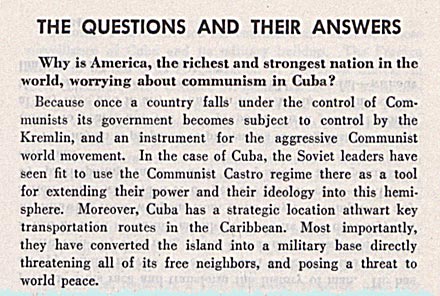 THE QUESTIONS AND THEIR ANSWERS
Why is America, the richest and strongest nation in the
world, worrying about communism in Cuba?
Because once a country falls under the control of Com-
munists its government becomes subject to control by the
Kremlin, and an instrument for the aggressive Communist
world movement. In the case of Cuba, the Soviet leaders have
seen fit to use the Communist Castro regime there as a tool
for extending their power and their ideology into this hemi-
sphere. Moreover, Cuba has a strategic location athwart key
transportation routes in the Caribbean. Most importantly,
they have converted the island into a military base directly
threatening all of its free neighbors, and posing a threat to
world peace.